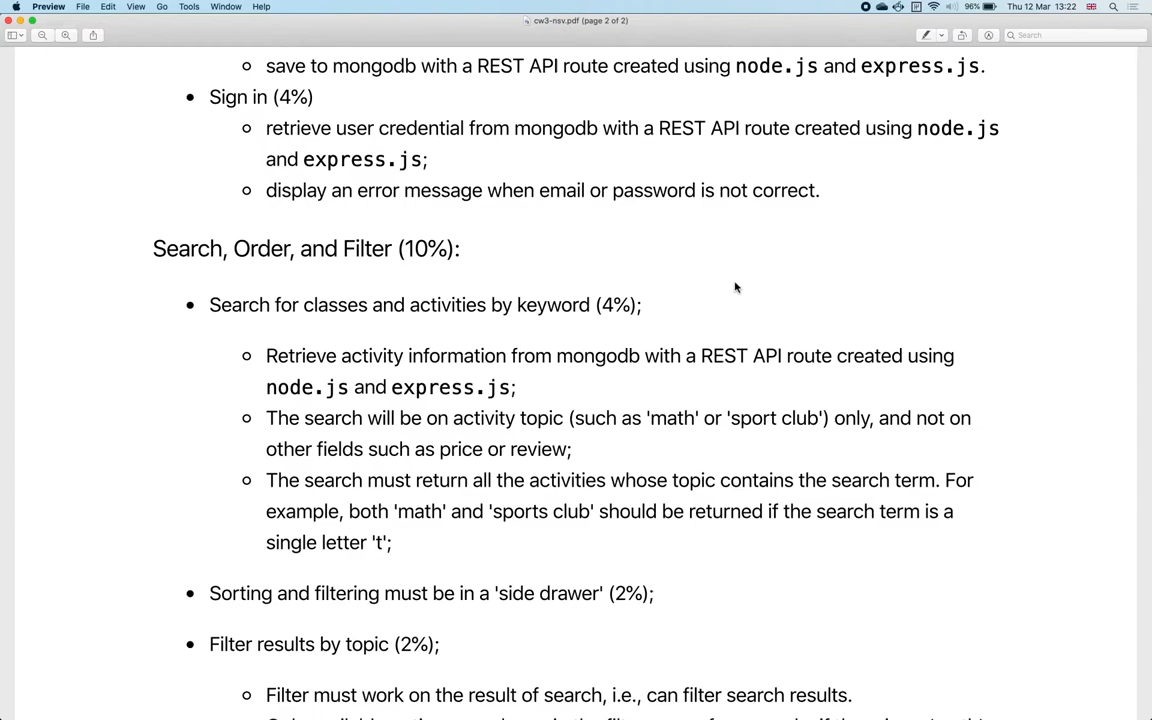 Preview File Edit View Go Tools Window Help 96% Thu 12 Mar 13:22
cw3-nsv.pdf (page 2 of 2)
Search
save to mongodb with a REST API route created using node.js and express.js.
Sign in (4%)
retrieve user credential from mongodb with a REST API route created using node.js
and express.js;
display an error message when email or password is not correct.
Search, Order, and Filter (10%):
Search for classes and activities by keyword (4%);
Retrieve activity information from mongodb with a REST API route created using
node.js and express.js;
The search will be on activity topic (such as 'math' or 'sport club') only, and not on
other fields such as price or review;
The search must return all the activities whose topic contains the search term. For
example, both 'math' and 'sports club' should be returned if the search term is a
single letter 't';
Sorting and filtering must be in a 'side drawer' (2%);
Filter results by topic (2%);
Filter must work on the result of search, i.e., can filter search results.